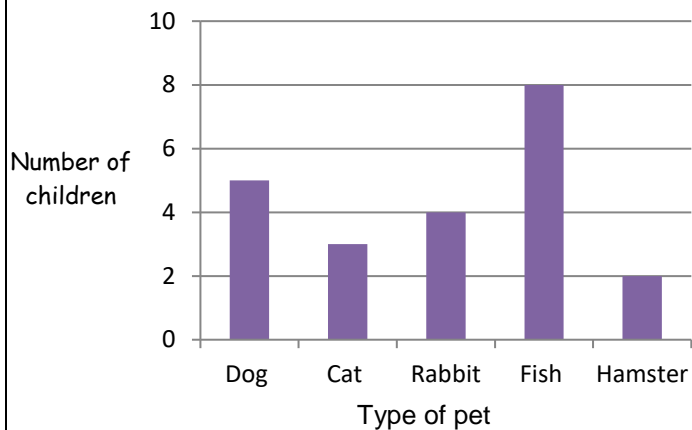 10
8
6
4
2
0
Number of
children
Dog Cat Rabbit Fish Hamster
Type of pet